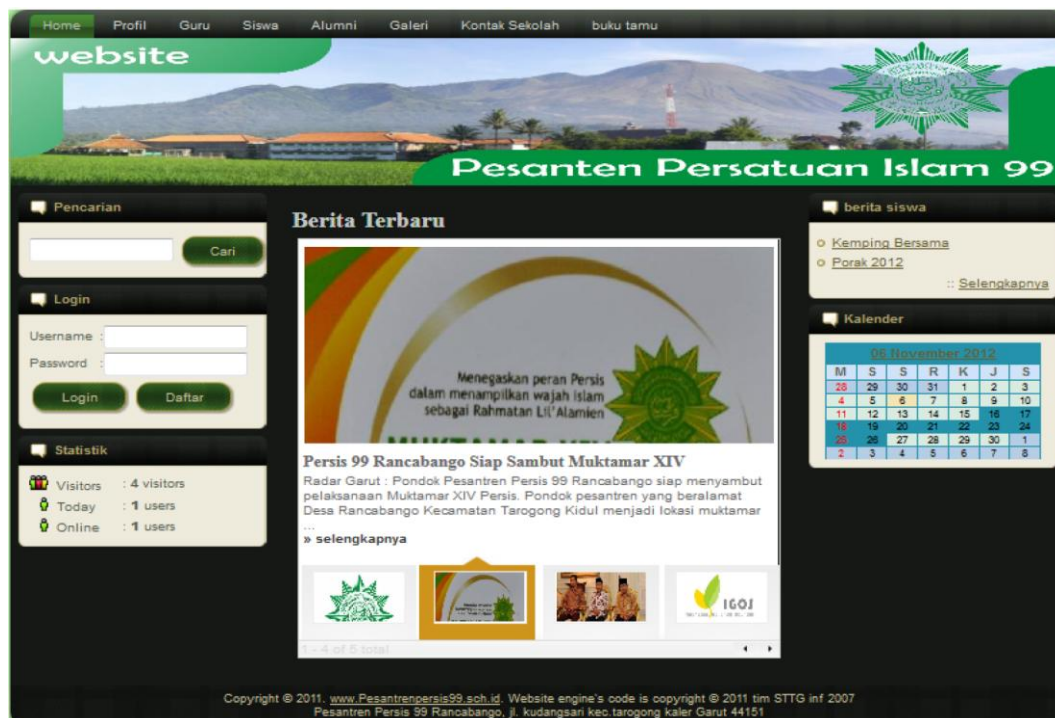 Home Profil Guru Siswa Alumni Galeri Kontak Sekolah buku tamu
website
Pesanten Persatuan Islam 99
Pencarian
Cari
Login
Username :
Password :
Login Daftar
Statistik
Visitors : 4 visitors
Today : 1 users
Online : 1 users
Berita Terbaru
Menegaskan peran Persis
dalam menampilkan wajah islam
sebagai Rahmatan Lil'Alamien
Persis 99 Rancabango Siap Sambut Muktamar XIV
Radar Garut : Pondok Pesantren Persis 99 Rancabango siap menyambut
pelaksanaan Muktamar XIV Persis. Pondok pesantren yang beralamat
Desa Rancabango Kecamatan Tarogong Kidul menjadi lokasi muktamar
...
» selengkapnya
IGOS
1 - 4 of 5 total
berita siswa
Kemping Bersama
Porak 2012
:: Selengkapnya
Kalender
06 November 2012
M S S R K J S
28 29 30 31 1 2 3
4 5 6 7 8 9 10
11 12 13 14 15 16 17
18 19 20 21 22 23 24
25 26 27 28 29 30 1
2 3 4 5 6 7 8
Copyright © 2011. www.Pesantrenpersis99.sch.id. Website engine's code is copyright © 2011 tim STTG inf 2007
Pesantren Persis 99 Rancabango, jl. kudangsari kec.tarogong kaler Garut 44151